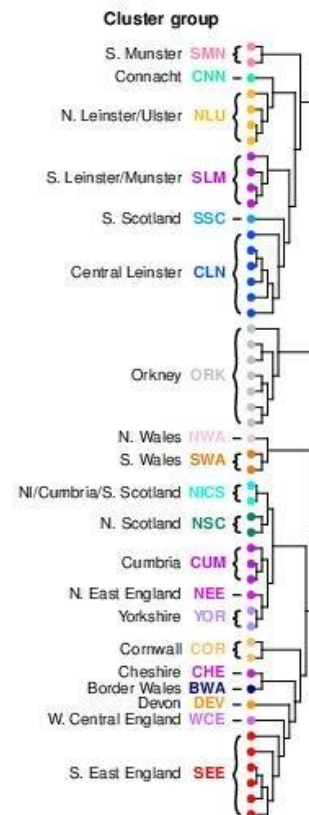 Cluster group
S. Munster SMN
Connacht CNN
N. Leinster/Ulster NLU
S. Leinster/Munster SLM
S. Scotland SSC
Central Leinster CLN
Orkney ORK
N. Wales NWA
S. Wales SWA
NI/Cumbria/S. Scotland NICS
N. Scotland NSC
Cumbria CUM
N. East England NEE
Yorkshire YOR
Cornwall COR
Cheshire CHE
Border Wales BWA
Devon DEV
W. Central England WCE
S. East England SEE